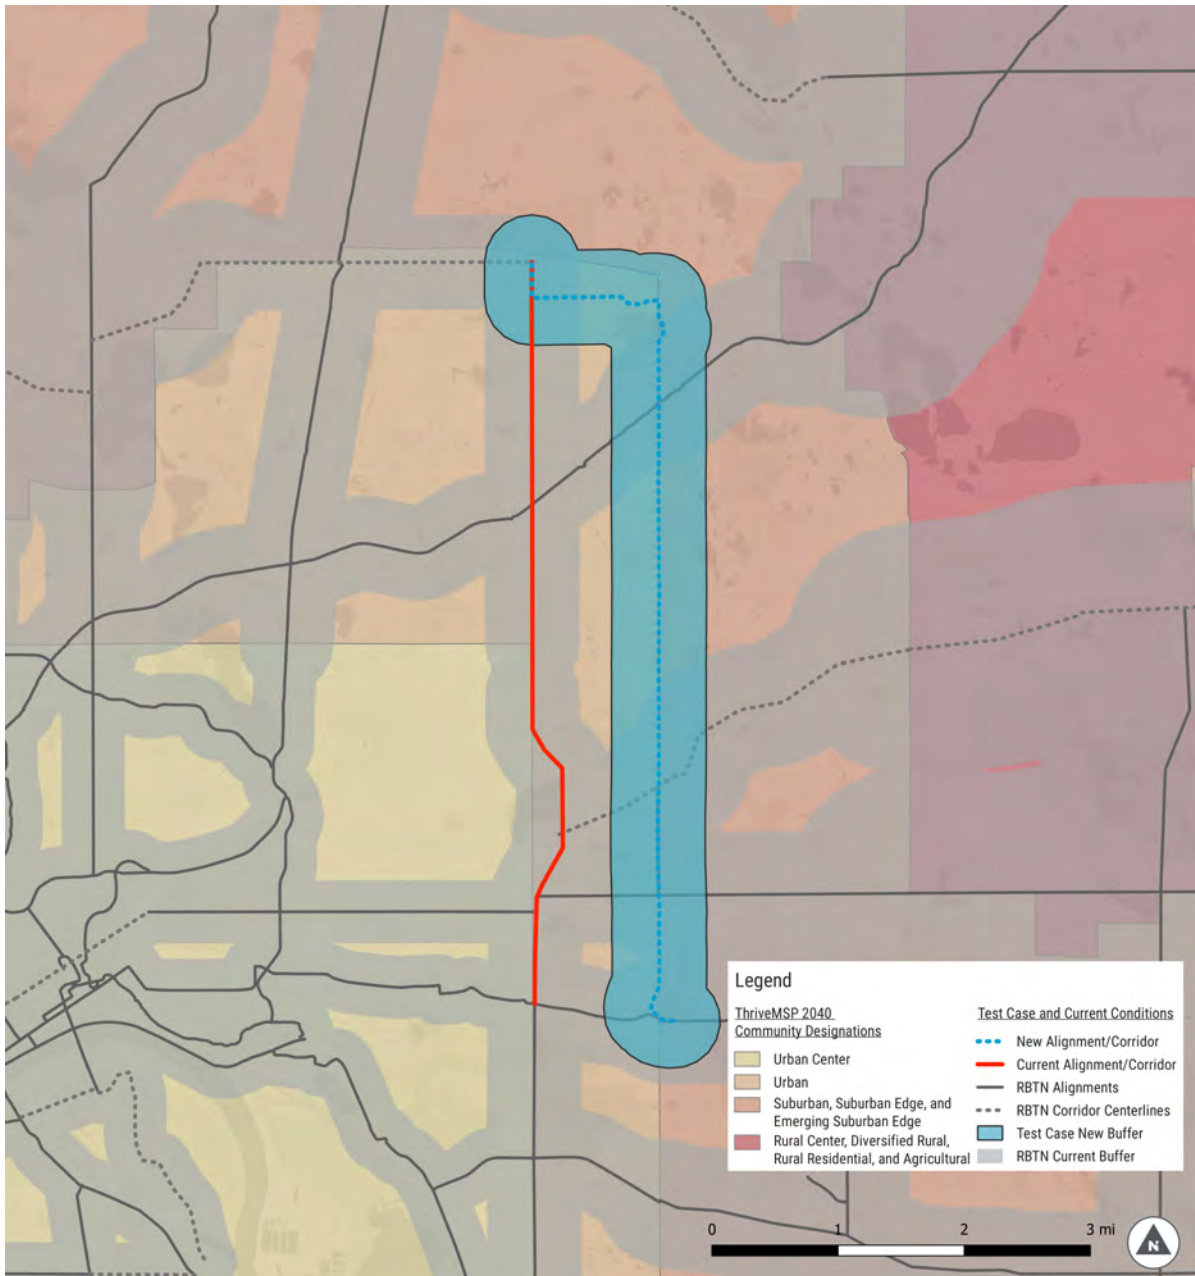 Legend
ThriveMSP 2040
Community Designations
Urban Center
Urban
Suburban, Suburban Edge, and
Emerging Suburban Edge
Rural Center, Diversified Rural,
Rural Residential, and Agricultural
Test Case and Current Conditions
New Alignment/Corridor
Current Alignment/Corridor
RBTN Alignments
RBTN Corridor Centerlines
Test Case New Buffer
RBTN Current Buffer
0 1 2 3 mi
N